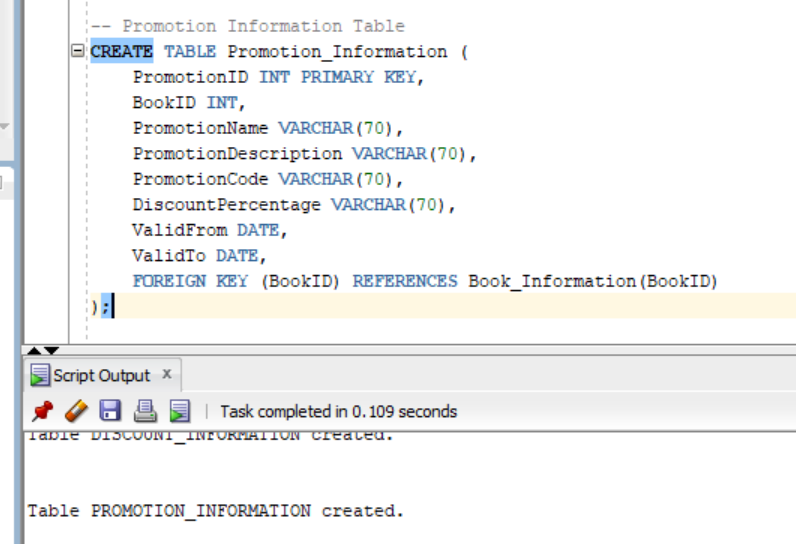 -- Promotion Information Table
CREATE TABLE Promotion_Information (
PromotionID INT PRIMARY KEY,
BookID INT,
PromotionName VARCHAR(70),
PromotionDescription VARCHAR(70),
PromotionCode VARCHAR(70),
DiscountPercentage VARCHAR(70),
ValidFrom DATE,
ValidTo DATE,
FOREIGN KEY (BookID) REFERENCES Book_Information(BookID)
);
Script Output x
Task completed in 0.109 seconds
Table DISCOUNT_INFORMATION created.
Table PROMOTION_INFORMATION created.